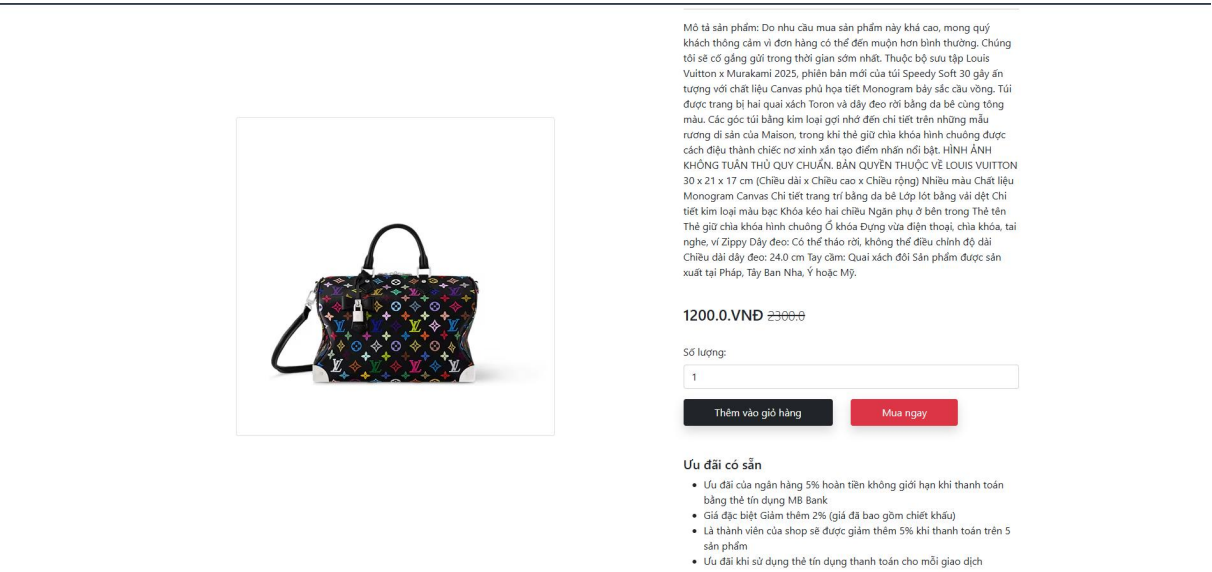 Mô tả sản phẩm: Do nhu cầu mua sản phẩm này khá cao, mong quý
khách thông cảm vì đơn hàng có thể đến muộn hơn bình thường. Chúng
tôi sẽ cố gắng gửi trong thời gian sớm nhất. Thuộc bộ sưu tập Louis
Vuitton x Murakami 2025, phiên bản mới của túi Speedy Soft 30 gây ấn
tượng với chất liệu Canvas phủ họa tiết Monogram bảy sắc cầu vồng. Túi
được trang bị hai quai xách Toron và dây đeo rời bằng da bê cùng tông
màu. Các góc túi bằng kim loại gợi nhớ đến chi tiết trên những mẫu
rương di sản của Maison, trong khi thẻ giữ chìa khóa hình chuông được
cách điệu thành chiếc nơ xinh xắn tạo điểm nhấn nổi bật. HÌNH ẢNH
KHÔNG TUÂN THỦ QUY CHUẨN. BẢN QUYỀN THUỘC VỀ LOUIS VUITTON
30 x 21 x 17 cm (Chiều dài x Chiều cao x Chiều rộng) Nhiều màu Chất liệu
Monogram Canvas Chi tiết trang trí bằng da bê Lớp lót bằng vải dệt Chi
tiết kim loại màu bạc Khóa kéo hai chiều Ngăn phụ ở bên trong Thẻ tên
Thẻ giữ chìa khóa hình chuông Ổ khóa Đựng vừa điện thoại, chìa khóa, tai
nghe, ví Zippy Dây đeo: Có thể tháo rời, không thể điều chỉnh độ dài
Chiều dài dây đeo: 24.0 cm Tay cầm: Quai xách đôi Sản phẩm được sản
xuất tại Pháp, Tây Ban Nha, Ý hoặc Mỹ.
1200.0.VNĐ 2300.0
Số lượng:
1
Thêm vào giỏ hàng Mua ngay
Ưu đãi có sẵn
Ưu đãi của ngân hàng 5% hoàn tiền không giới hạn khi thanh toán
bằng thẻ tín dụng MB Bank
Giá đặc biệt Giảm thêm 2% (giá đã bao gồm chiết khấu)
Là thành viên của shop sẽ được giảm thêm 5% khi thanh toán trên 5
sản phẩm
Ưu đãi khi sử dụng thẻ tín dụng thanh toán cho mỗi giao dịch